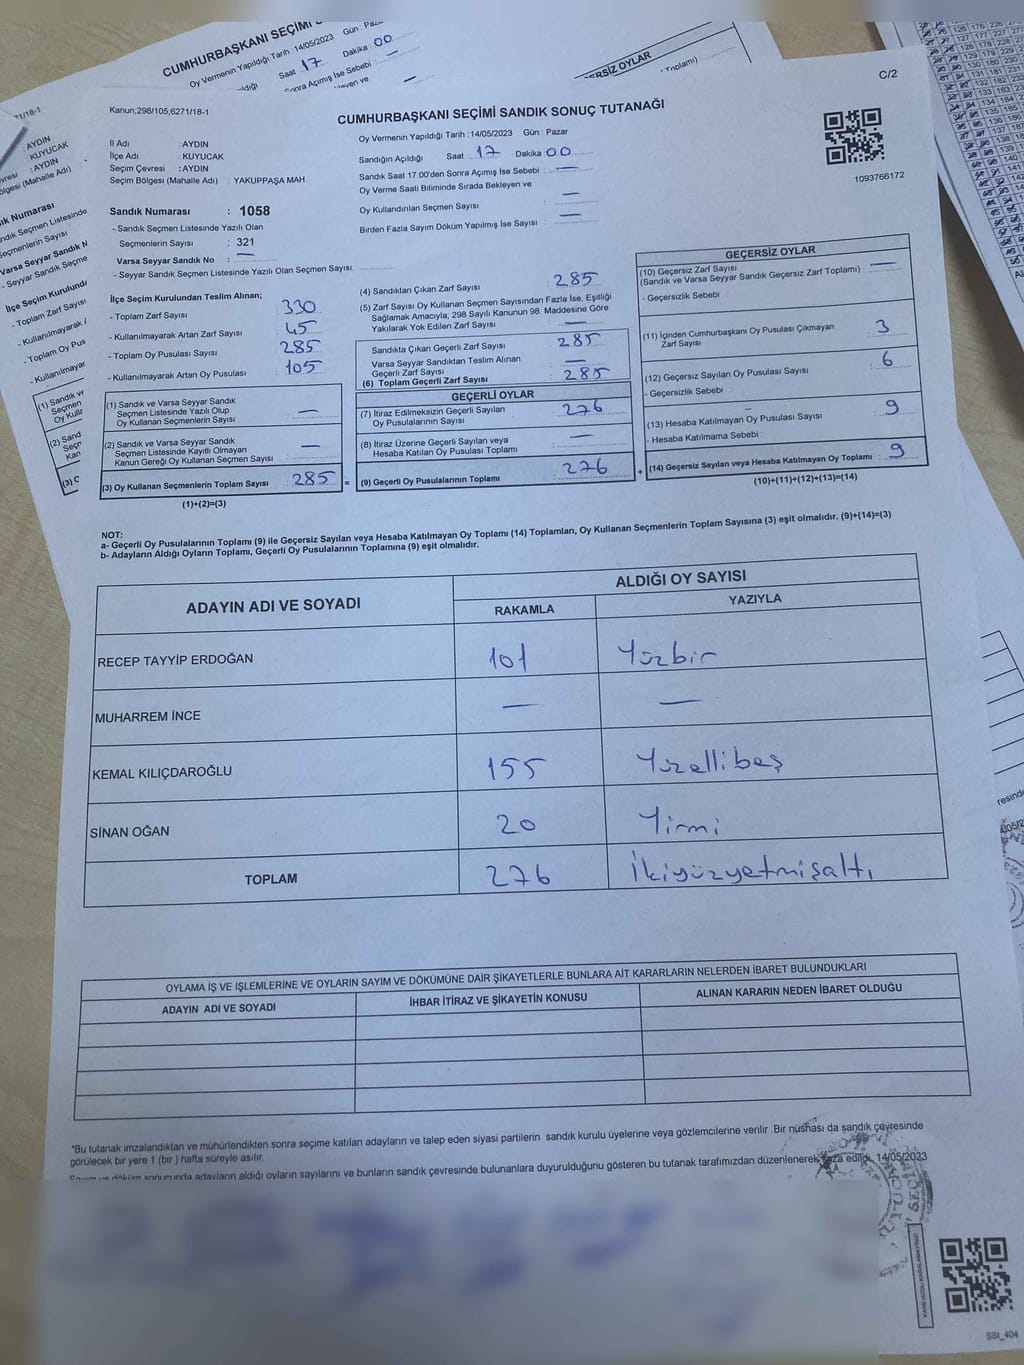 C/2
Kanun;298/105,6271/18-1
CUMHURBAŞKANI SEÇİMİ SANDIK SONUÇ TUTANAĞI
1093766172
İl Adı : AYDIN
İlçe Adı : KUYUCAK
Seçim Çevresi : AYDIN
Seçim Bölgesi (Mahalle Adı) : YAKUPPAŞA MAH.
Sandık Numarası : 1058
- Sandık Seçmen Listesinde Yazılı Olan
Seçmenlerin Sayısı : 321
Varsa Seyyar Sandık No : —
- Seyyar Sandık Seçmen Listesinde Yazılı Olan Seçmen Sayısı:
Oy Vermenin Yapıldığı Tarih :14/05/2023 Gün : Pazar
Sandığın Açıldığı Saat 17 Dakika 00
Sandık Saat 17.00'den Sonra Açımış İse Sebebi : —
Oy Verme Saati Bitiminde Sırada Bekleyen ve
Oy Kullandırılan Seçmen Sayısı : —
Birden Fazla Sayım Döküm Yapılmış İse Sayısı : —
İlçe Seçim Kurulundan Teslim Alınan;
- Toplam Zarf Sayısı : 330
- Kullanılmayarak Artan Zarf Sayısı : 45
- Toplam Oy Pusulası Sayısı : 285
- Kullanılmayarak Artan Oy Pusulası : 105
(1) Sandık ve Varsa Seyyar Sandık
Seçmen Listesinde Yazılı Olup
Oy Kullanan Seçmenlerin Sayısı : —
(2) Sandık ve Varsa Seyyar Sandık
Seçmen Listesinde Kayıtlı Olmayan
Kanun Gereği Oy Kullanan Seçmen Sayısı : —
(3) Oy Kullanan Seçmenlerin Toplam Sayısı : 285 =
(1)+(2)=(3)
(4) Sandıktan Çıkan Zarf Sayısı : 285
(5) Zarf Sayısı Oy Kullanan Seçmen Sayısından Fazla İse, Eşitliği
Sağlamak Amacıyla, 298 Sayılı Kanunun 98. Maddesine Göre
Yakılarak Yok Edilen Zarf Sayısı : —
Sandıkta Çıkan Geçerli Zarf Sayısı : 285
Varsa Seyyar Sandıktan Teslim Alınan
Geçerli Zarf Sayısı : —
(6) Toplam Geçerli Zarf Sayısı : 285
GEÇERLİ OYLAR
(7) İtiraz Edilmeksizin Geçerli Sayılan
Oy Pusulalarının Sayısı : 276
(8) İtiraz Üzerine Geçerli Sayılan veya
Hesaba Katılan Oy Pusulası Toplamı : —
(9) Geçerli Oy Pusulalarının Toplamı : 276 +
GEÇERSİZ OYLAR
(10) Geçersiz Zarf Sayısı
(Sandık ve Varsa Seyyar Sandık Geçersiz Zarf Toplamı) : —
- Geçersizlik Sebebi :
(11) İçinden Cumhurbaşkanı Oy Pusulası Çıkmayan
Zarf Sayısı : 3
(12) Geçersiz Sayılan Oy Pusulası Sayısı : 6
- Geçersizlik Sebebi :
(13) Hesaba Katılmayan Oy Pusulası Sayısı : 9
- Hesaba Katılmama Sebebi :
(14) Geçersiz Sayılan veya Hesaba Katılmayan Oy Toplamı : 9
(10)+(11)+(12)+(13)=(14)
NOT:
a- Geçerli Oy Pusulalarının Toplamı (9) ile Geçersiz Sayılan veya Hesaba Katılmayan Oy Toplamı (14) Toplamları, Oy Kullanan Seçmenlerin Toplam Sayısına (3) eşit olmalıdır. (9)+(14)=(3)
b- Adayların Aldığı Oyların Toplamı, Geçerli Oy Pusulalarının Toplamına (9) eşit olmalıdır.
ADAYIN ADI VE SOYADI ALDIĞI OY SAYISI
RAKAMLA YAZIYLA
RECEP TAYYİP ERDOĞAN 101 Yüzbir
MUHARREM İNCE — —
KEMAL KILIÇDAROĞLU 155 Yüzellibeş
SİNAN OĞAN 20 Yirmi
TOPLAM 276 İkiyüzyetmişaltı
OYLAMA İŞ VE İŞLEMLERİNE VE OYLARIN SAYIM VE DÖKÜMÜNE DAİR ŞİKAYETLERLE BUNLARA AİT KARARLARIN NELERDEN İBARET BULUNDUKLARI
ADAYIN ADI VE SOYADI İHBAR İTİRAZ VE ŞİKAYETİN KONUSU ALINAN KARARIN NEDEN İBARET OLDUĞU
*Bu tutanak imzalandıktan ve mühürlendikten sonra seçime katılan adayların ve talep eden siyasi partilerin sandık kurulu üyelerine veya gözlemcilerine verilir. Bir nüshası da sandık çevresinde
görülecek bir yere 1 (bir ) hafta süreyle asılır.
Sayım ve döküm sonucunda adayların aldığı oyların sayılarını ve bunların sandık çevresinde bulunanlara duyurulduğunu gösteren bu tutanak tarafımızdan düzenlenerek imza edildi. 14/05/2023
SSI_404